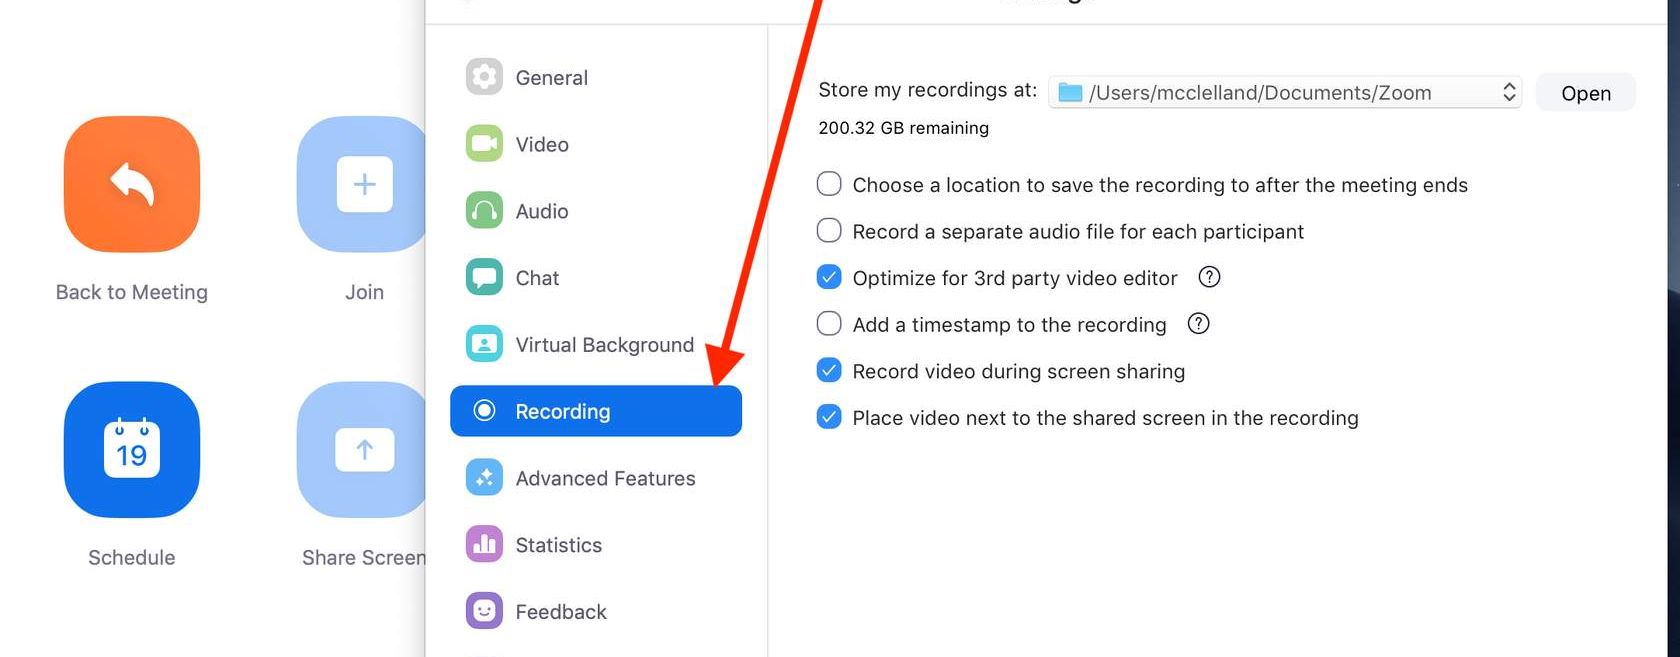 Back to Meeting
Join
19
Schedule
Share Screen
General
Video
Audio
Chat
Virtual Background
Recording
Advanced Features
Statistics
Feedback
Store my recordings at: /Users/mcclelland/Documents/Zoom Open
200.32 GB remaining
Choose a location to save the recording to after the meeting ends
Record a separate audio file for each participant
Optimize for 3rd party video editor ?
Add a timestamp to the recording ?
Record video during screen sharing
Place video next to the shared screen in the recording